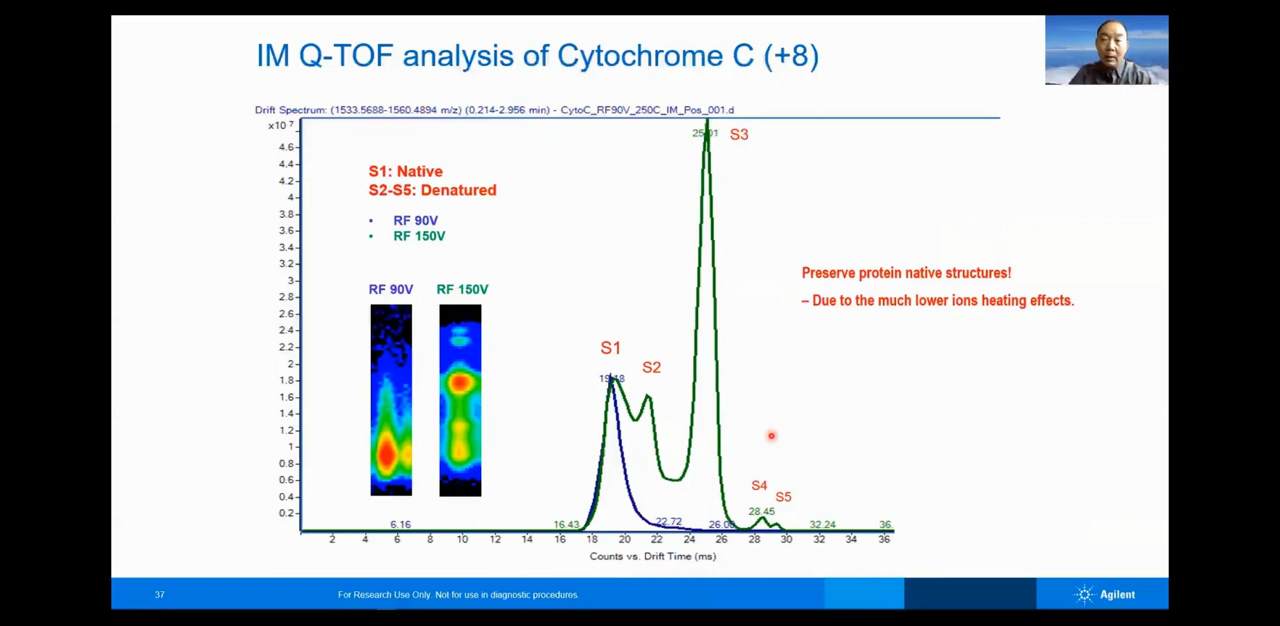 IM Q-TOF analysis of Cytochrome C (+8)
Drift Spectrum: (1533.5688-1560.4894 m/z) (0.214-2.956 min) - CytoC_RF90V_250C_IM_Pos_001.d
x10 7
4.6
4.4
4.2
4
3.8
3.6
3.4
3.2
3
2.8
2.6
2.4
2.2
2
1.8
1.6
1.4
1.2
1
0.8
0.6
0.4
0.2
S1: Native
S2-S5: Denatured
• RF 90V
• RF 150V
RF 90V RF 150V
25.01 S3
Preserve protein native structures!
– Due to the much lower ions heating effects.
S1
S2
19.18
S4
S5
28.45
6.16 16.43 22.72 26.06 32.24 36.
2 4 6 8 10 12 14 16 18 20 22 24 26 28 30 32 34 36
Counts vs. Drift Time (ms)
37
For Research Use Only. Not for use in diagnostic procedures.
Agilent